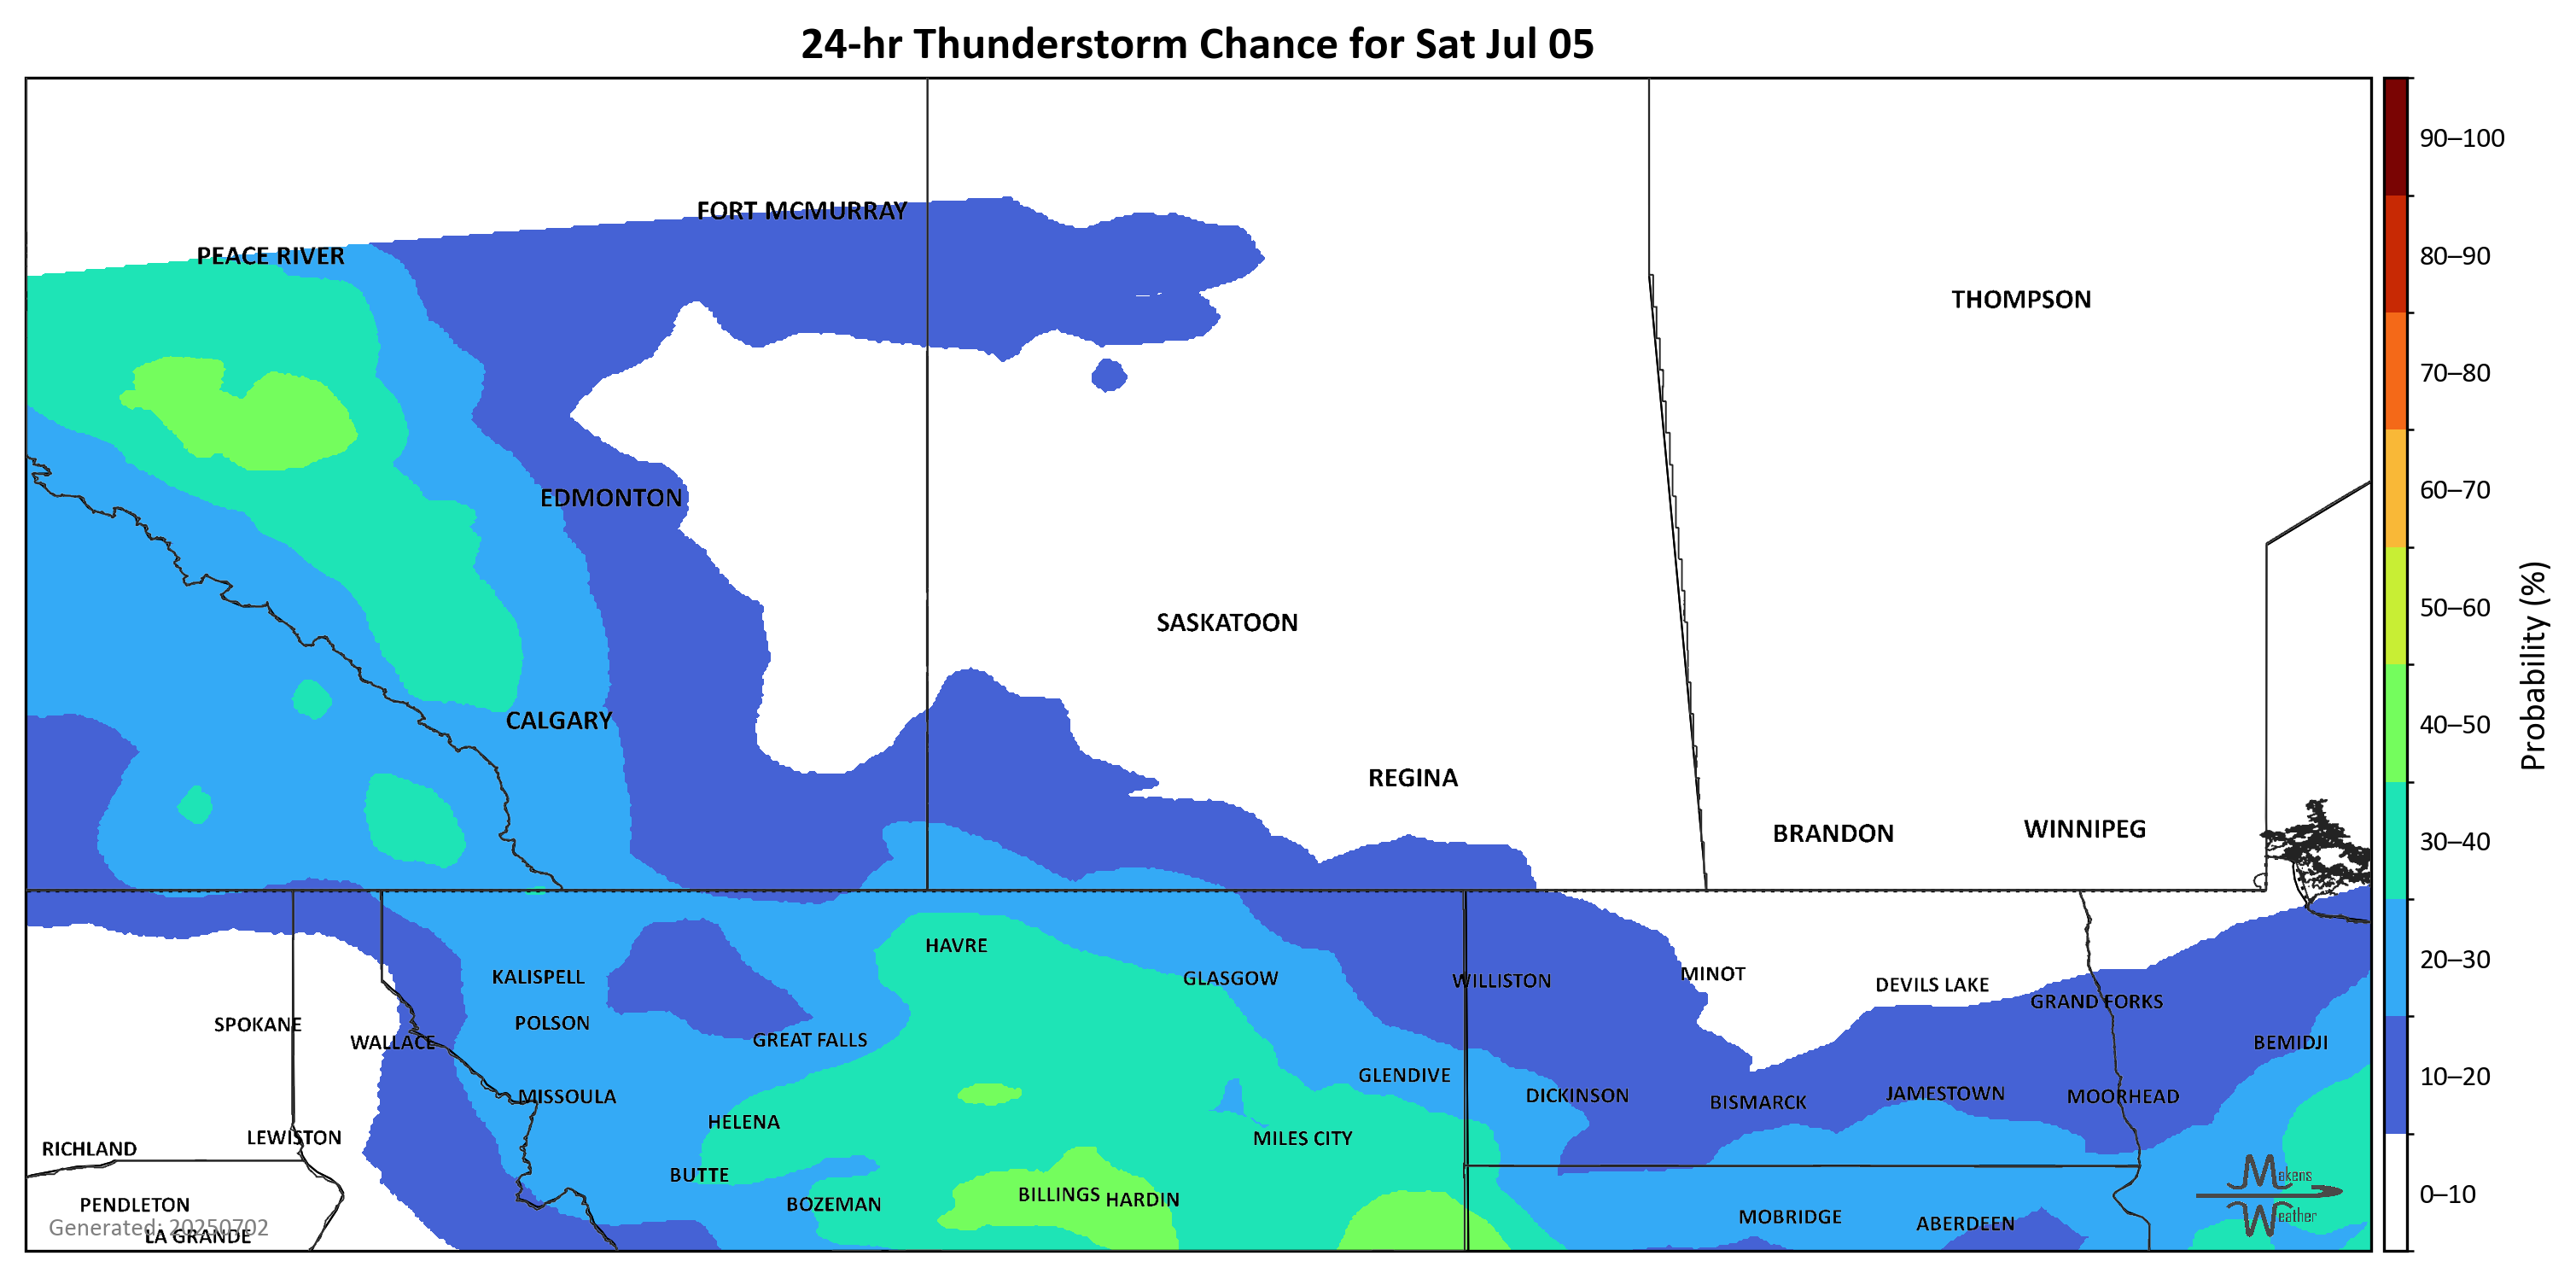 24-hr Thunderstorm Chance for Sat Jul 05
90–100
FORT MCMURRAY
PEACE RIVER
80–90
THOMPSON
70–80
EDMONTON
60–70
SASKATOON
50–60
Probability (%)
CALGARY
40–50
REGINA
BRANDON
WINNIPEG
30–40
HAVRE
20–30
KALISPELL
GLASGOW
WILLISTON
MINOT
DEVILS LAKE
GRAND FORKS
SPOKANE
POLSON
WALLACE
GREAT FALLS
BEMIDJI
GLENDIVE
10–20
MISSOULA
DICKINSON
BISMARCK
JAMESTOWN
MOORHEAD
HELENA
LEWISTON
MILES CITY
RICHLAND
BUTTE
Makens
BILLINGS
HARDIN
0–10
PENDLETON
BOZEMAN
MOBRIDGE
ABERDEEN
Weather
Generated: 20250702
LA GRANDE